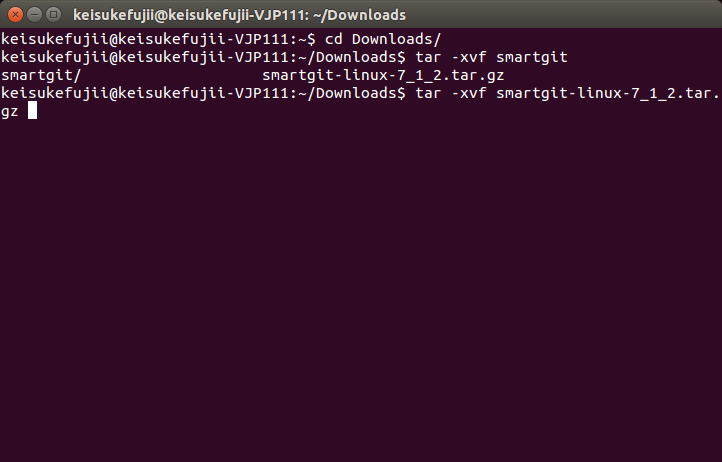 keisukefujii@keisukefujii-VJP111: ~/Downloads
keisukefujii@keisukefujii-VJP111:~$ cd Downloads/
keisukefujii@keisukefujii-VJP111:~/Downloads$ tar -xvf smartgit
smartgit/                    smartgit-linux-7_1_2.tar.gz
keisukefujii@keisukefujii-VJP111:~/Downloads$ tar -xvf smartgit-linux-7_1_2.tar.
gz